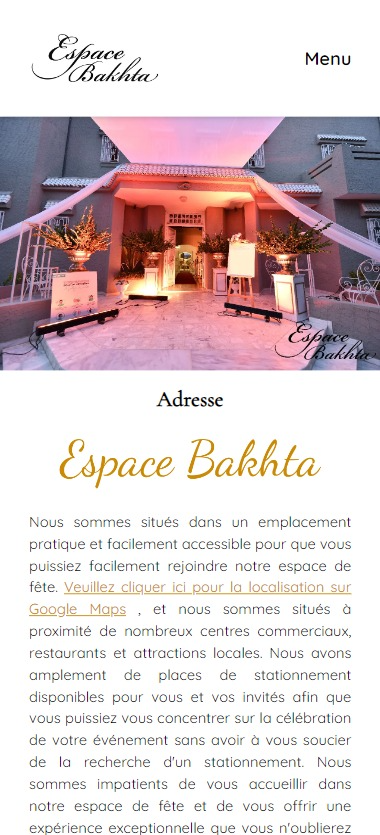 Espace
Bakhta
Menu
Espace
Bakhta
Adresse
Espace Bakhta
Nous sommes situés dans un emplacement
pratique et facilement accessible pour que vous
puissiez facilement rejoindre notre espace de
fête. Veuillez cliquer ici pour la localisation sur
Google Maps , et nous sommes situés à
proximité de nombreux centres commerciaux,
restaurants et attractions locales. Nous avons
amplement de places de stationnement
disponibles pour vous et vos invités afin que
vous puissiez vous concentrer sur la célébration
de votre événement sans avoir à vous soucier
de la recherche d'un stationnement. Nous
sommes impatients de vous accueillir dans
notre espace de fête et de vous offrir une
expérience exceptionnelle que vous n'oublierez